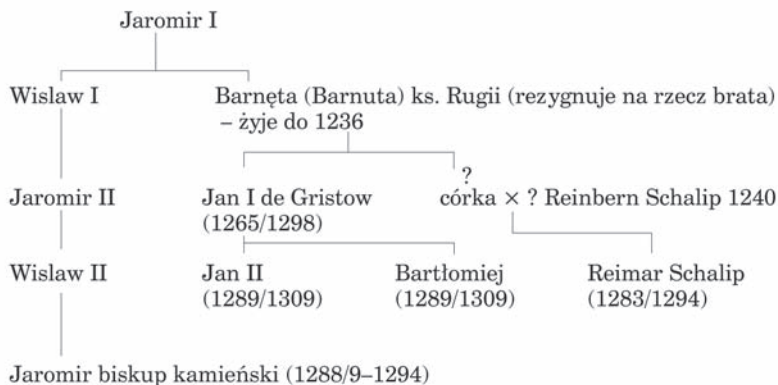 Jaromir I
Wislaw I
Barnęta (Barnuta) ks. Rugii (rezygnuje na rzecz brata)
– żyje do 1236
?
Jaromir II
Jan I de Gristow
(1265/1298)
córka × ? Reinbern Schalip 1240
Wislaw II
Jan II
(1289/1309)
Bartłomiej
(1289/1309)
Reimar Schalip
(1283/1294)
Jaromir biskup kamieński (1288/9–1294)